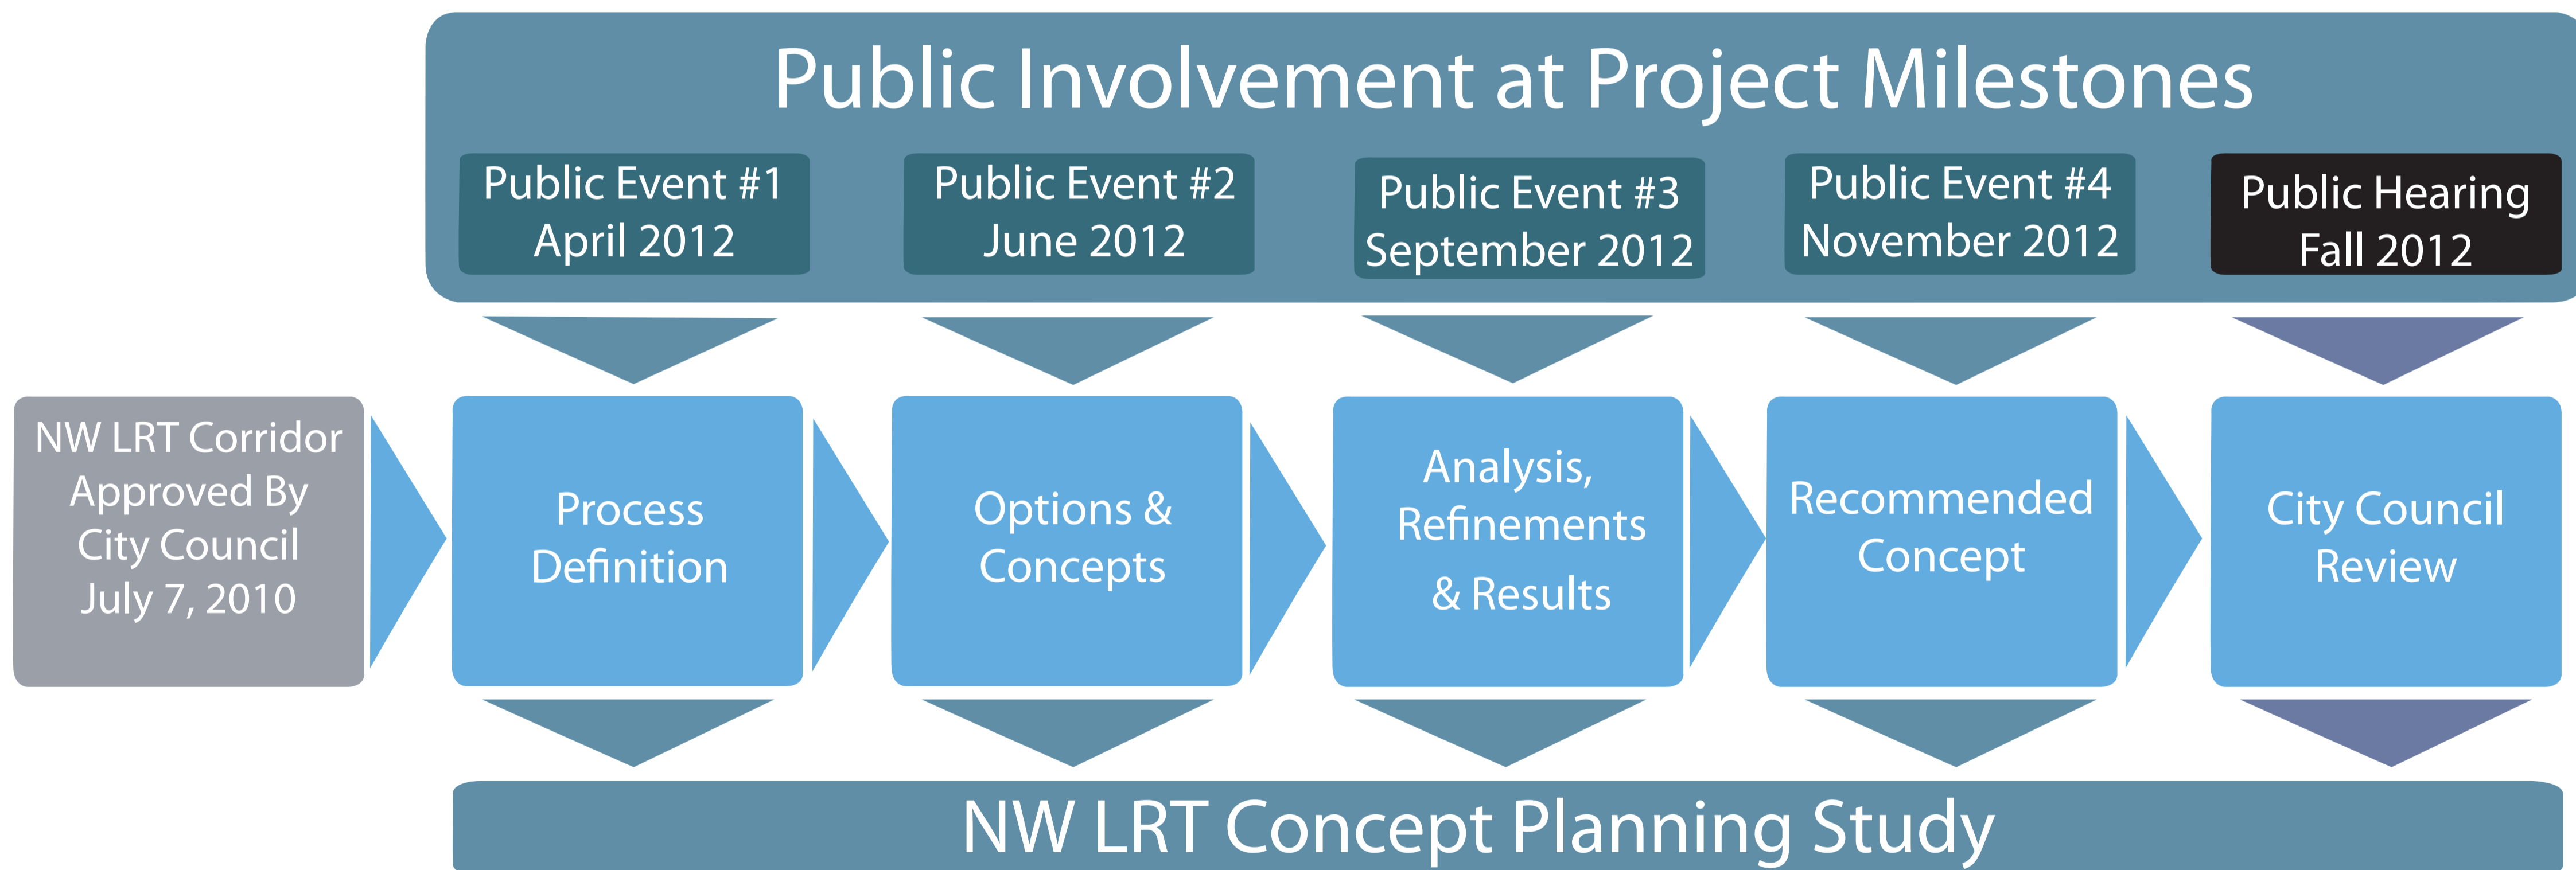 Public Involvement at Project Milestones
Public Event #1
April 2012
Public Event #2
June 2012
Public Event #3
September 2012
Public Event #4
November 2012
Public Hearing
Fall 2012
NW LRT Corridor
Approved By
City Council
July 7, 2010
Process
Definition
Options &
Concepts
Analysis,
Refinements
& Results
Recommended
Concept
City Council
Review
NW LRT Concept Planning Study